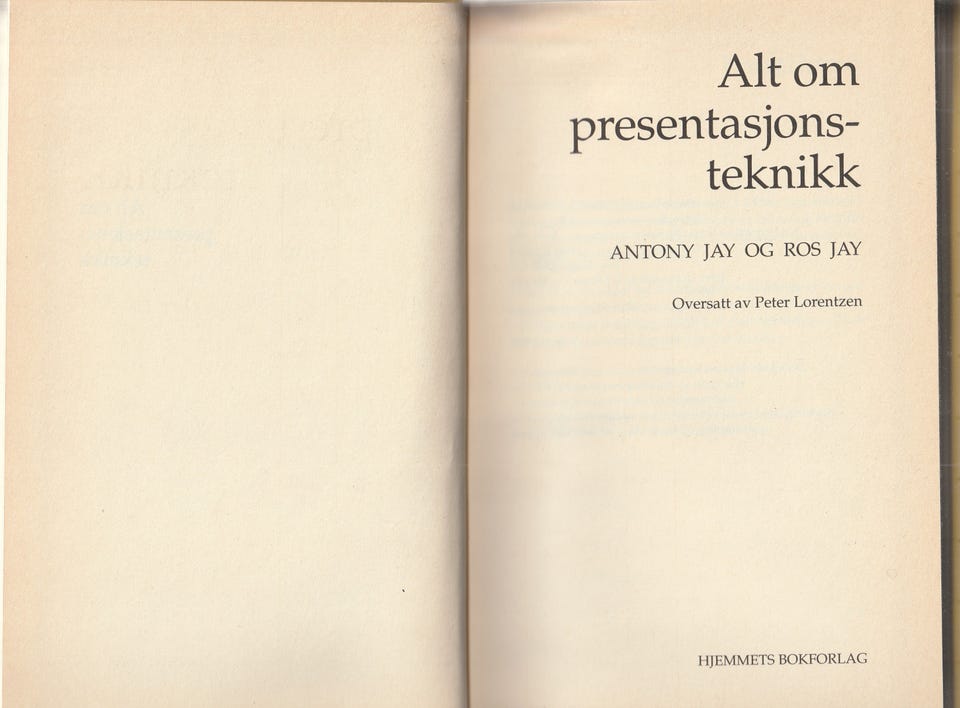 Alt om
presentasjons-
teknikk
ANTONY JAY OG ROS JAY
Oversatt av Peter Lorentzen
HJEMMETS BOKFORLAG